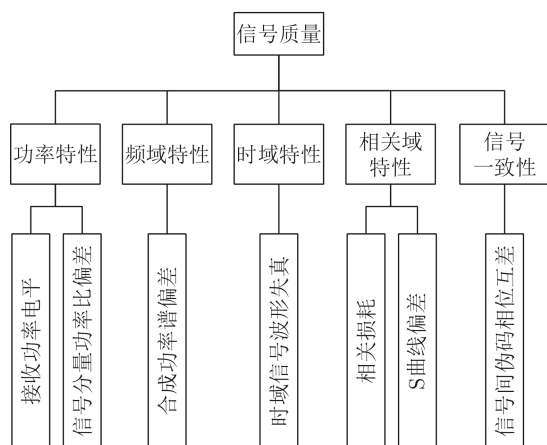 信号质量
功率特性
频域特性
时域特性
相关域
特性
信号
一致性
接收功率电平
信号分量功率比偏差
合成功率谱偏差
时域信号波形失真
相关损耗
S曲线偏差
信号间伪码相位互差